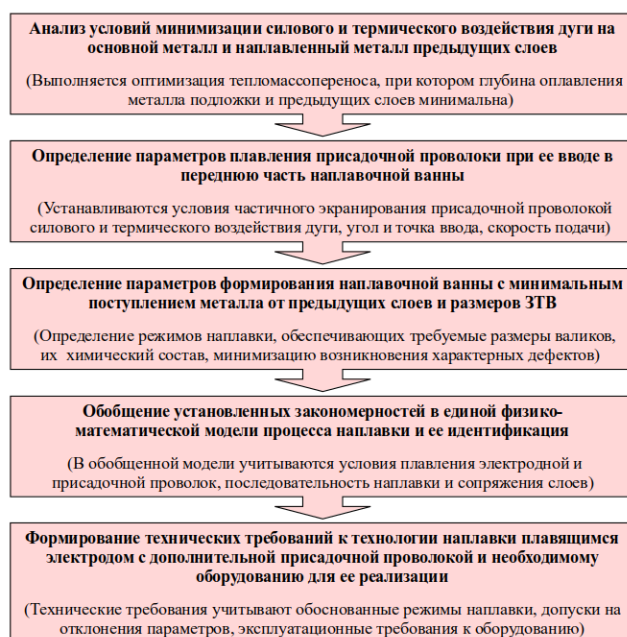 Анализ условий минимизации силового и термического воздействия дуги на
основной металл и наплавленный металл предыдущих слоев
(Выполняется оптимизация тепломассопереноса, при котором глубина оплавления
металла подложки и предыдущих слоев минимальна)
Определение параметров плавления присадочной проволоки при ее вводе в
переднюю часть наплавочной ванны
(Устанавливаются условия частичного экранирования присадочной проволокой
силового и термического воздействия дуги, угол и точка ввода, скорость подачи)
Определение параметров формирования наплавочной ванны с минимальным
поступлением металла от предыдущих слоев и размеров ЗТВ
(Определение режимов наплавки, обеспечивающих требуемые размеры валиков,
их химический состав, минимизацию возникновения характерных дефектов)
Обобщение установленных закономерностей в единой физико-
математической модели процесса наплавки и ее идентификация
(В обобщенной модели учитываются условия плавления электродной и
присадочной проволок, последовательность наплавки и сопряжения слоев)
Формирование технических требований к технологии наплавки плавящимся
электродом с дополнительной присадочной проволокой и необходимому
оборудованию для ее реализации
(Технические требования учитывают обоснованные режимы наплавки, допуски на
отклонения параметров, эксплуатационные требования к оборудованию)